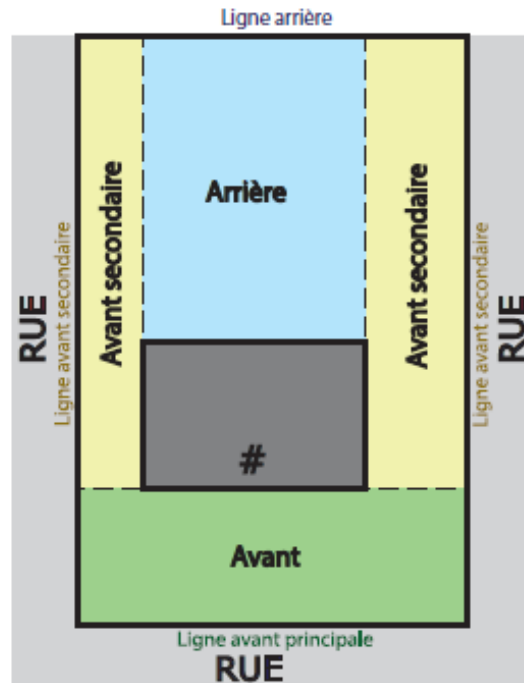 Ligne arrière
Arrière
Avant secondaire
Avant secondaire
Ligne avant secondaire
RUE
Ligne avant secondaire
RUE
#
Avant
Ligne avant principale
RUE